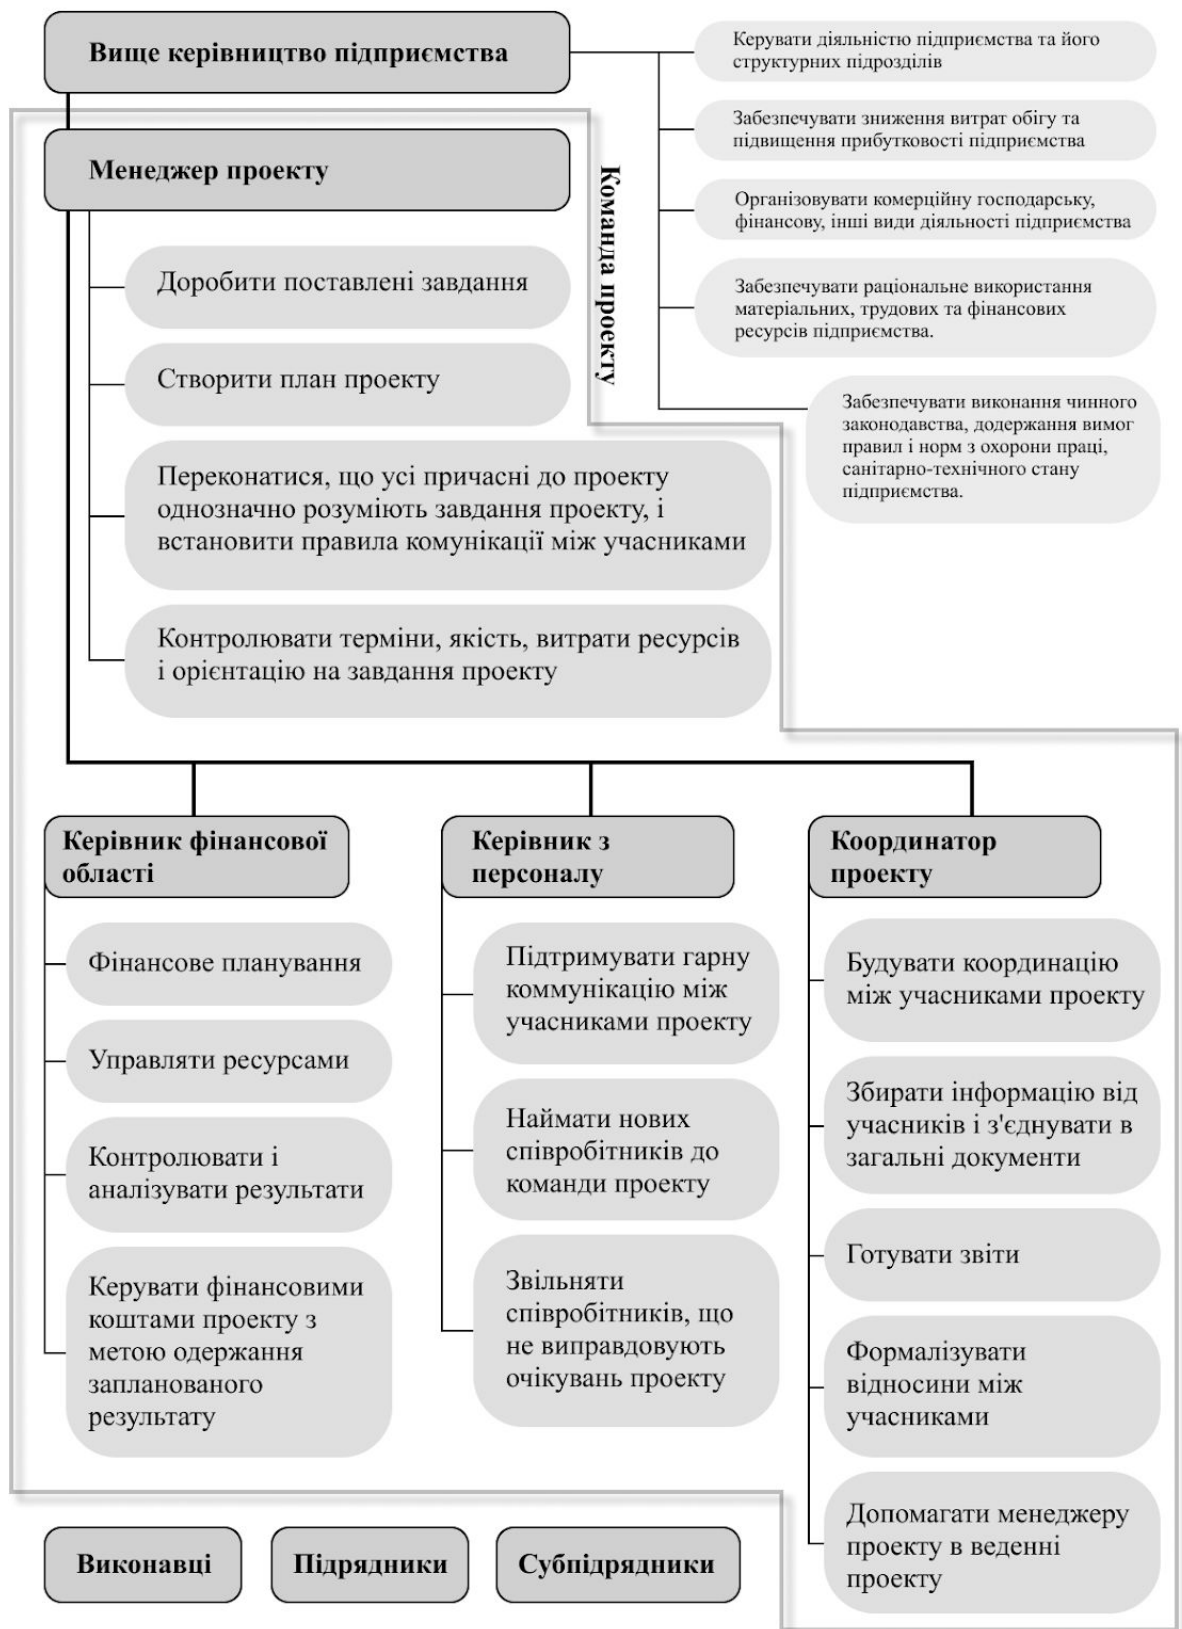 Вище керівництво підприємства
Керувати діяльністю підприємства та його
структурних підрозділів
Забезпечувати зниження витрат обігу та
підвищення прибутковості підприємства
Організовувати комерційну господарську,
фінансову, інші види діяльності підприємства
Забезпечувати раціональне використання
матеріальних, трудових та фінансових
ресурсів підприємства.
Забезпечувати виконання чинного
законодавства, додержання вимог
правил і норм з охорони праці,
санітарно-технічного стану
підприємства.
Команда проекту
Менеджер проекту
Доробити поставлені завдання
Створити план проекту
Переконатися, що усі причасні до проекту
однозначно розуміють завдання проекту, і
встановити правила комунікації між учасниками
Контролювати терміни, якість, витрати ресурсів
і орієнтацію на завдання проекту
Керівник фінансової
області
Фінансове планування
Управляти ресурсами
Контролювати і
аналізувати результати
Керувати фінансовими
коштами проекту з
метою одержання
запланованого
результату
Керівник з
персоналу
Підтримувати гарну
коммунікацію між
учасниками проекту
Наймати нових
співробітників до
команди проекту
Звільняти
співробітників, що
не виправдовують
очікувань проекту
Координатор
проекту
Будувати координацію
між учасниками проекту
Збирати інформацію від
учасників і з'єднувати в
загальні документи
Готувати звіти
Формалізувати
відносини між
учасниками
Допомагати менеджеру
проекту в веденні
проекту
Виконавці
Підрядники
Субпідрядники